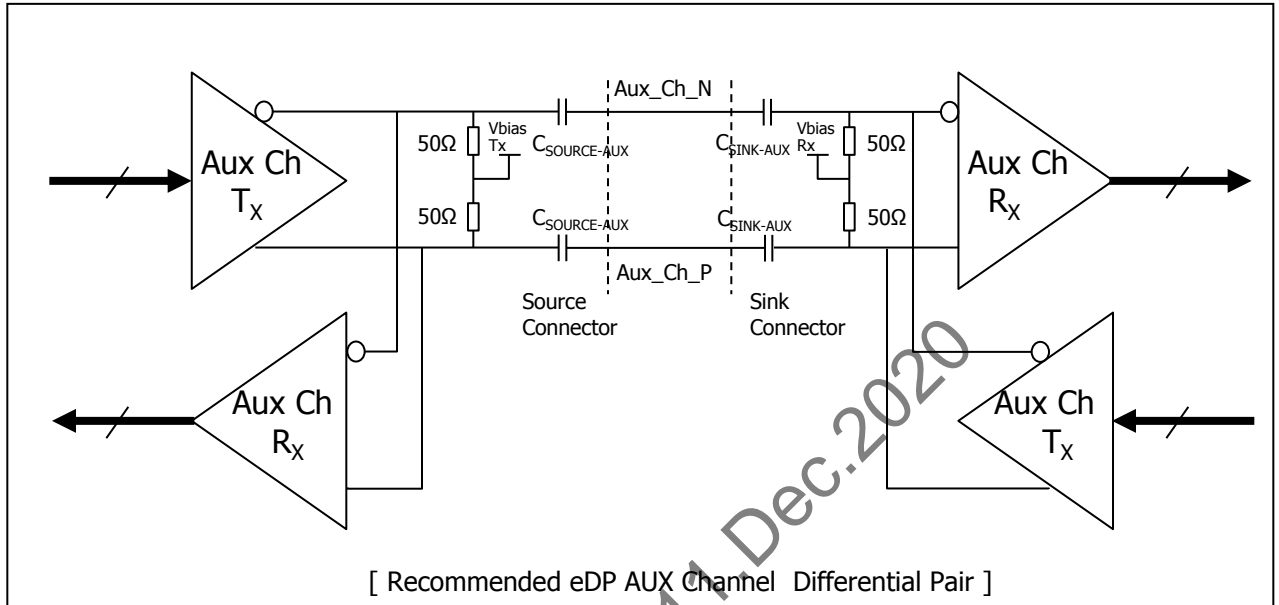 Aux_Ch_N
Aux Ch
TX
50Ω
Vbias
Tx
CSOURCE-AUX
CSINK-AUX
Vbias
Rx
50Ω
Aux Ch
RX
50Ω
CSOURCE-AUX
CSINK-AUX
50Ω
Aux_Ch_P
Source
Connector
Sink
Connector
Aux Ch
RX
Aux Ch
TX
11.Dec.2020
[ Recommended eDP AUX Channel Differential Pair ]